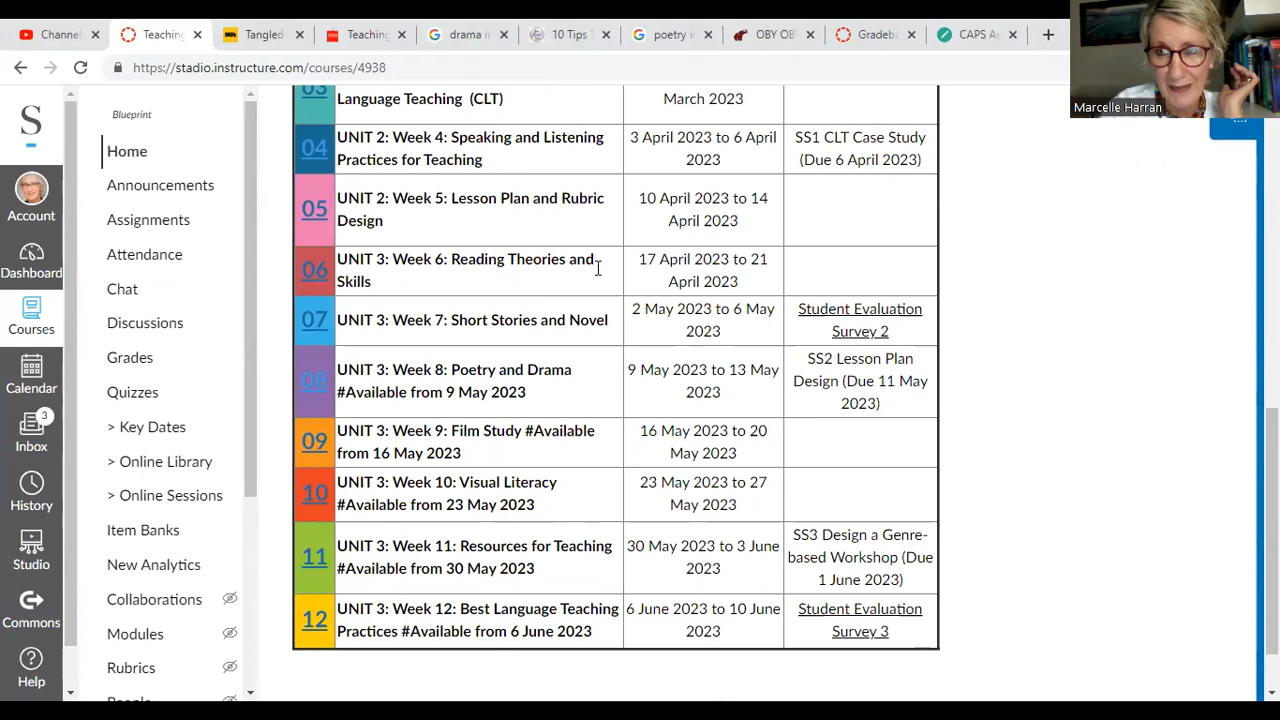 Channel
Teaching
Tangled
Teaching
drama i
10 Tips
poetry i
OBY OB
Gradeb
CAPS A
https://stadio.instructure.com/courses/4938
Marcelle Harran
S
Account
Dashboard
Courses
Calendar
3
Inbox
History
Studio
Commons
Help
Blueprint
Home
Announcements
Assignments
Attendance
Chat
Discussions
Grades
Quizzes
> Key Dates
> Online Library
> Online Sessions
Item Banks
New Analytics
Collaborations
Modules
Rubrics
03
Language Teaching (CLT)
March 2023
04
UNIT 2: Week 4: Speaking and Listening
Practices for Teaching
3 April 2023 to 6 April
2023
SS1 CLT Case Study
(Due 6 April 2023)
05
UNIT 2: Week 5: Lesson Plan and Rubric
Design
10 April 2023 to 14
April 2023
06
UNIT 3: Week 6: Reading Theories and
Skills
17 April 2023 to 21
April 2023
07
UNIT 3: Week 7: Short Stories and Novel
2 May 2023 to 6 May
2023
Student Evaluation
Survey 2
08
UNIT 3: Week 8: Poetry and Drama
#Available from 9 May 2023
9 May 2023 to 13 May
2023
SS2 Lesson Plan
Design (Due 11 May
2023)
09
UNIT 3: Week 9: Film Study #Available
from 16 May 2023
16 May 2023 to 20
May 2023
10
UNIT 3: Week 10: Visual Literacy
#Available from 23 May 2023
23 May 2023 to 27
May 2023
11
UNIT 3: Week 11: Resources for Teaching
#Available from 30 May 2023
30 May 2023 to 3 June
2023
SS3 Design a Genre-
based Workshop (Due
1 June 2023)
12
UNIT 3: Week 12: Best Language Teaching
Practices #Available from 6 June 2023
6 June 2023 to 10 June
2023
Student Evaluation
Survey 3